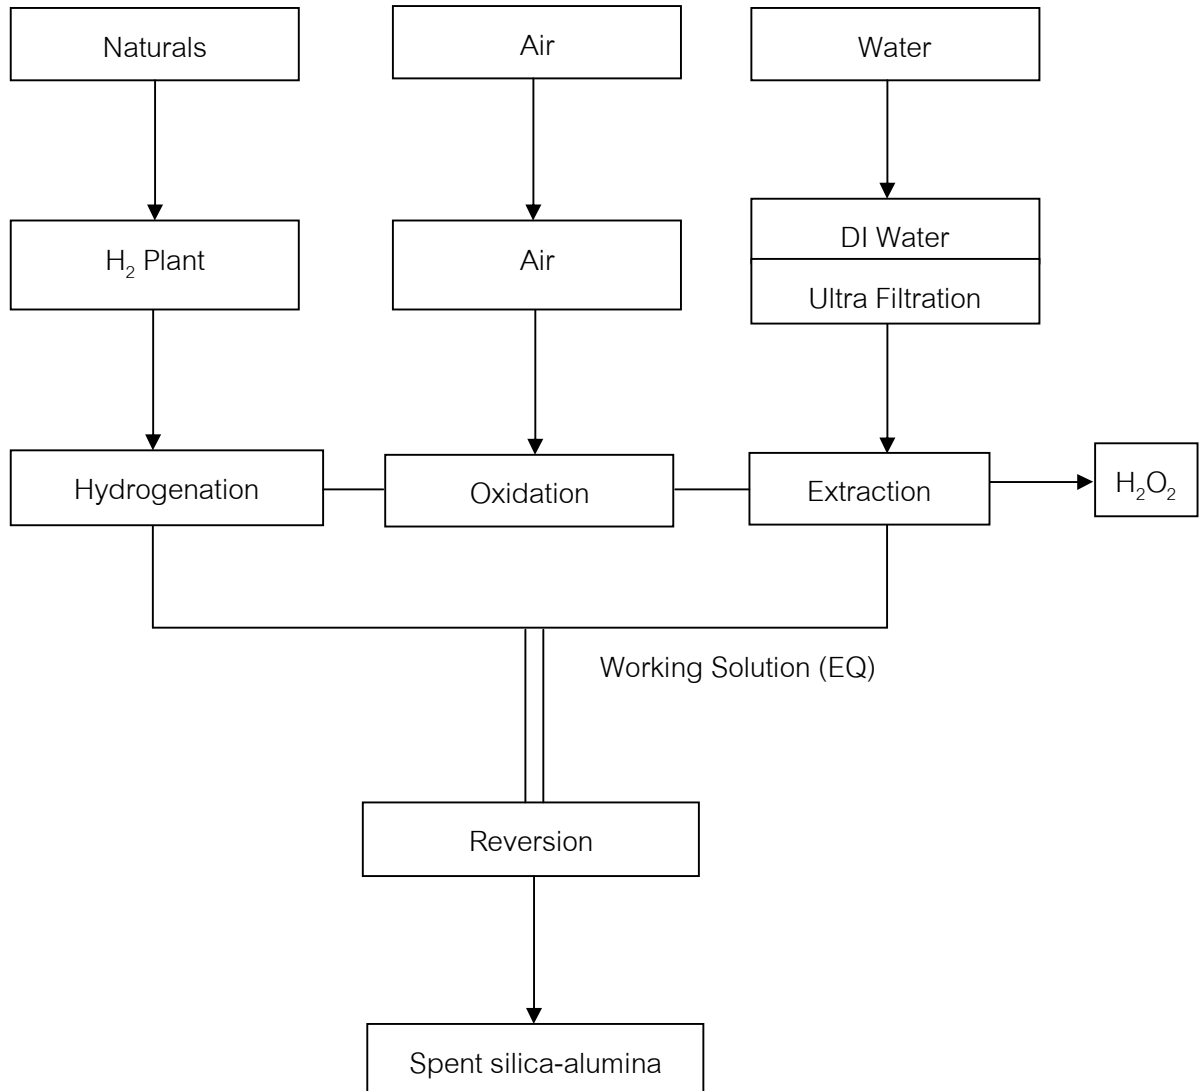 Naturals
Air
Water
H₂ Plant
Air
DI Water
Ultra Filtration
Hydrogenation
Oxidation
Extraction
H₂O₂
Working Solution (EQ)
Reversion
Spent silica-alumina